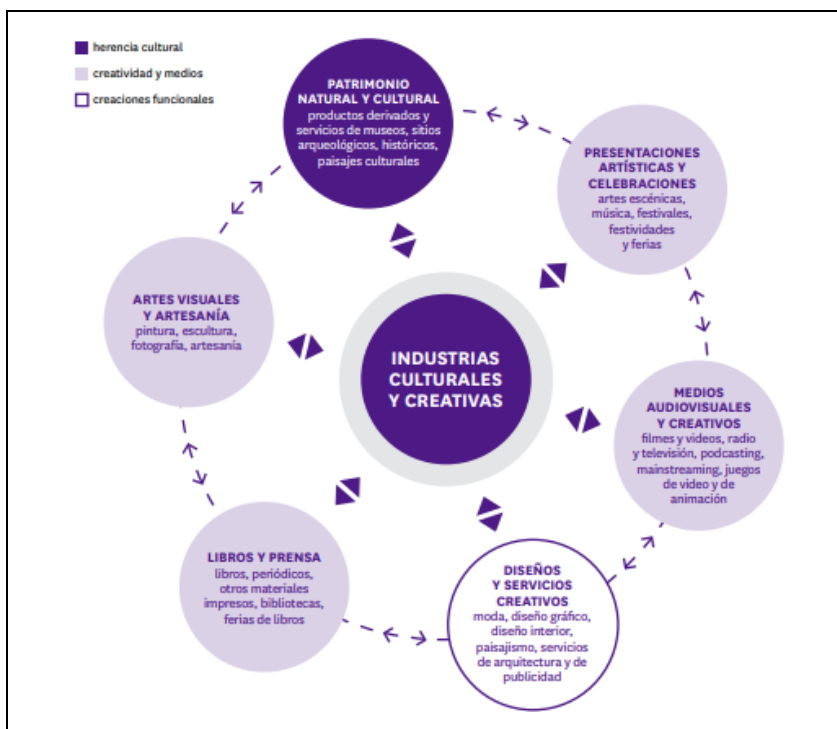 herencia cultural
creatividad y medios
creaciones funcionales
PATRIMONIO
NATURAL Y CULTURAL
productos derivados y
servicios de museos, sitios
arqueológicos, históricos,
paisajes culturales
PRESENTACIONES
ARTÍSTICAS Y
CELEBRACIONES
artes escénicas,
música, festivales,
festividades
y ferias
ARTES VISUALES
Y ARTESANÍA
pintura, escultura,
fotografía, artesanía
INDUSTRIAS
CULTURALES
Y CREATIVAS
MEDIOS
AUDIOVISUALES
Y CREATIVOS
filmes y videos, radio
y televisión, podcasting,
mainstreaming, juegos
de video y de
animación
LIBROS Y PRENSA
libros, periódicos,
otros materiales
impresos, bibliotecas,
ferias de libros
DISEÑOS
Y SERVICIOS
CREATIVOS
moda, diseño gráfico,
diseño interior,
paisajismo, servicios
de arquitectura y de
publicidad